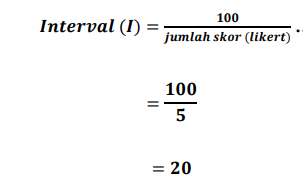 Interval (I) = 100 / jumlah skor (likert) ..
= 100 / 5
= 20